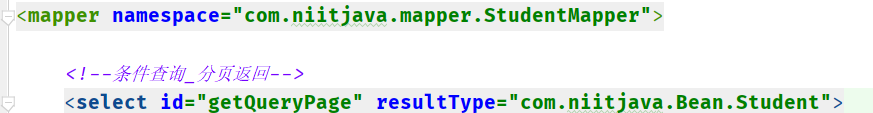 <mapper namespace="com.niitjava.mapper.StudentMapper">
<!--条件查询_分页返回-->
<select id="getQueryPage" resultType="com.niitjava.Bean.Student">